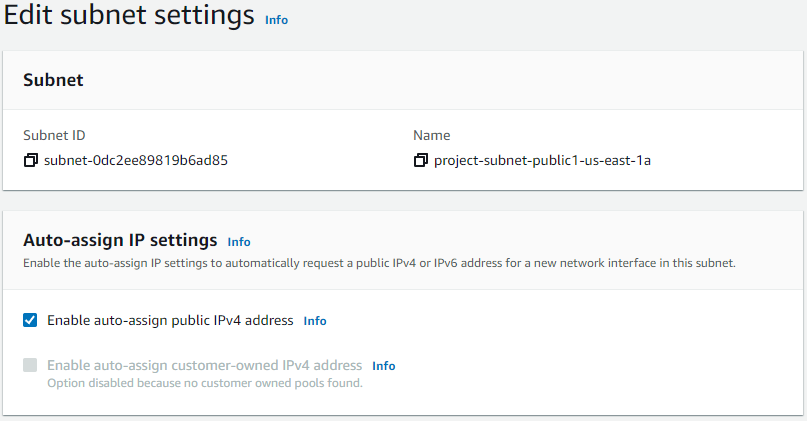 Edit subnet settings Info
Subnet
Subnet ID
Name
subnet-0dc2ee89819b6ad85
project-subnet-public1-us-east-1a
Auto-assign IP settings Info
Enable the auto-assign IP settings to automatically request a public IPv4 or IPv6 address for a new network interface in this subnet.
Enable auto-assign public IPv4 address Info
Enable auto-assign customer-owned IPv4 address Info
Option disabled because no customer owned pools found.